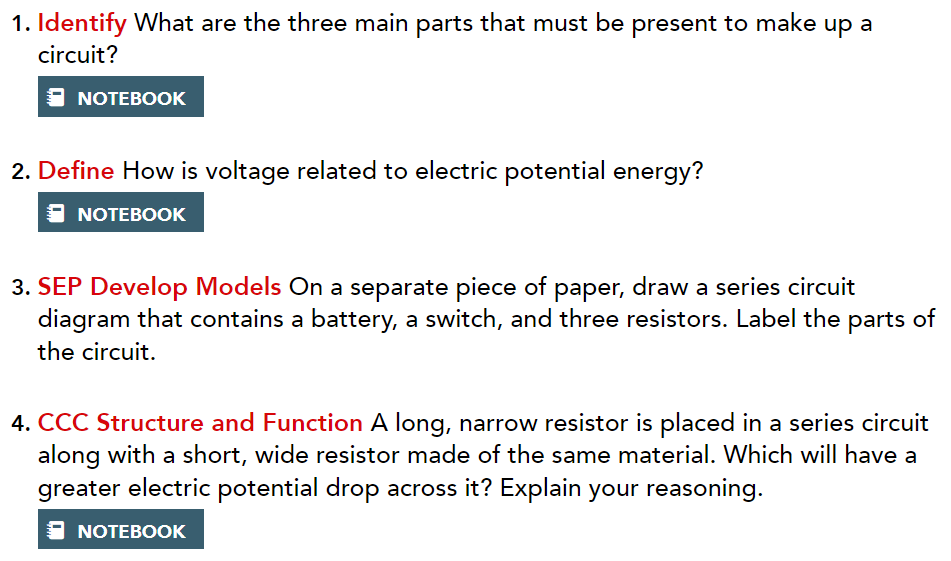 1. Identify What are the three main parts that must be present to make up a
circuit?
NOTEBOOK
2. Define How is voltage related to electric potential energy?
NOTEBOOK
3. SEP Develop Models On a separate piece of paper, draw a series circuit
diagram that contains a battery, a switch, and three resistors. Label the parts of
the circuit.
4. CCC Structure and Function A long, narrow resistor is placed in a series circuit
along with a short, wide resistor made of the same material. Which will have a
greater electric potential drop across it? Explain your reasoning.
NOTEBOOK